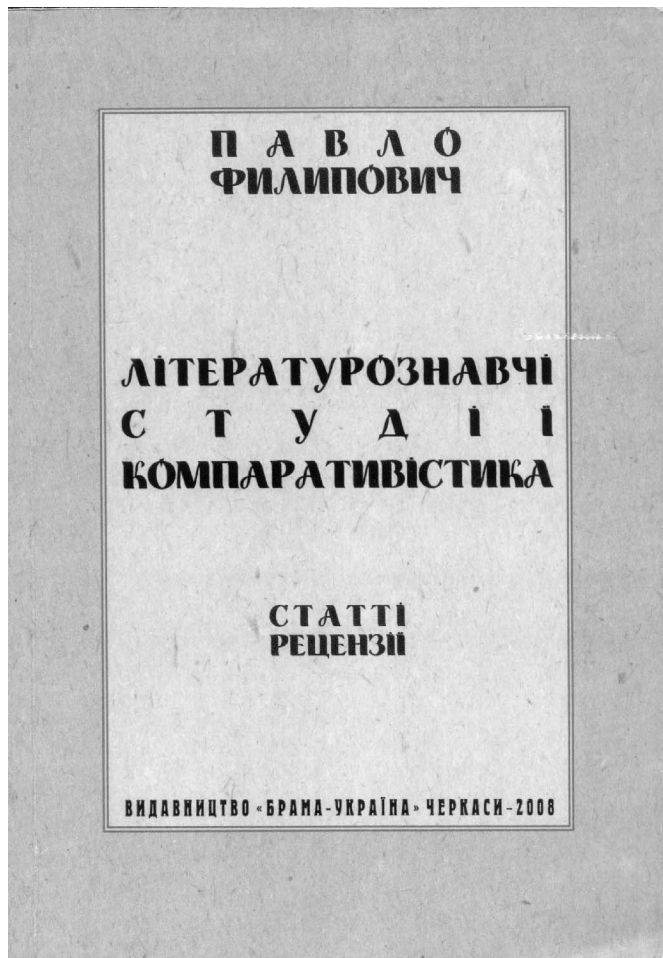 ПАВЛО
ФИЛИПОВИЧ
ЛІТЕРАТУРОЗНАВЧІ
СТУДІЇ
КОМПАРАТИВІСТИКА
СТАТТІ
РЕЦЕНЗІЇ
ВИДАВНИЦТВО «БРАМА-УКРАЇНА» ЧЕРКАСИ-2008